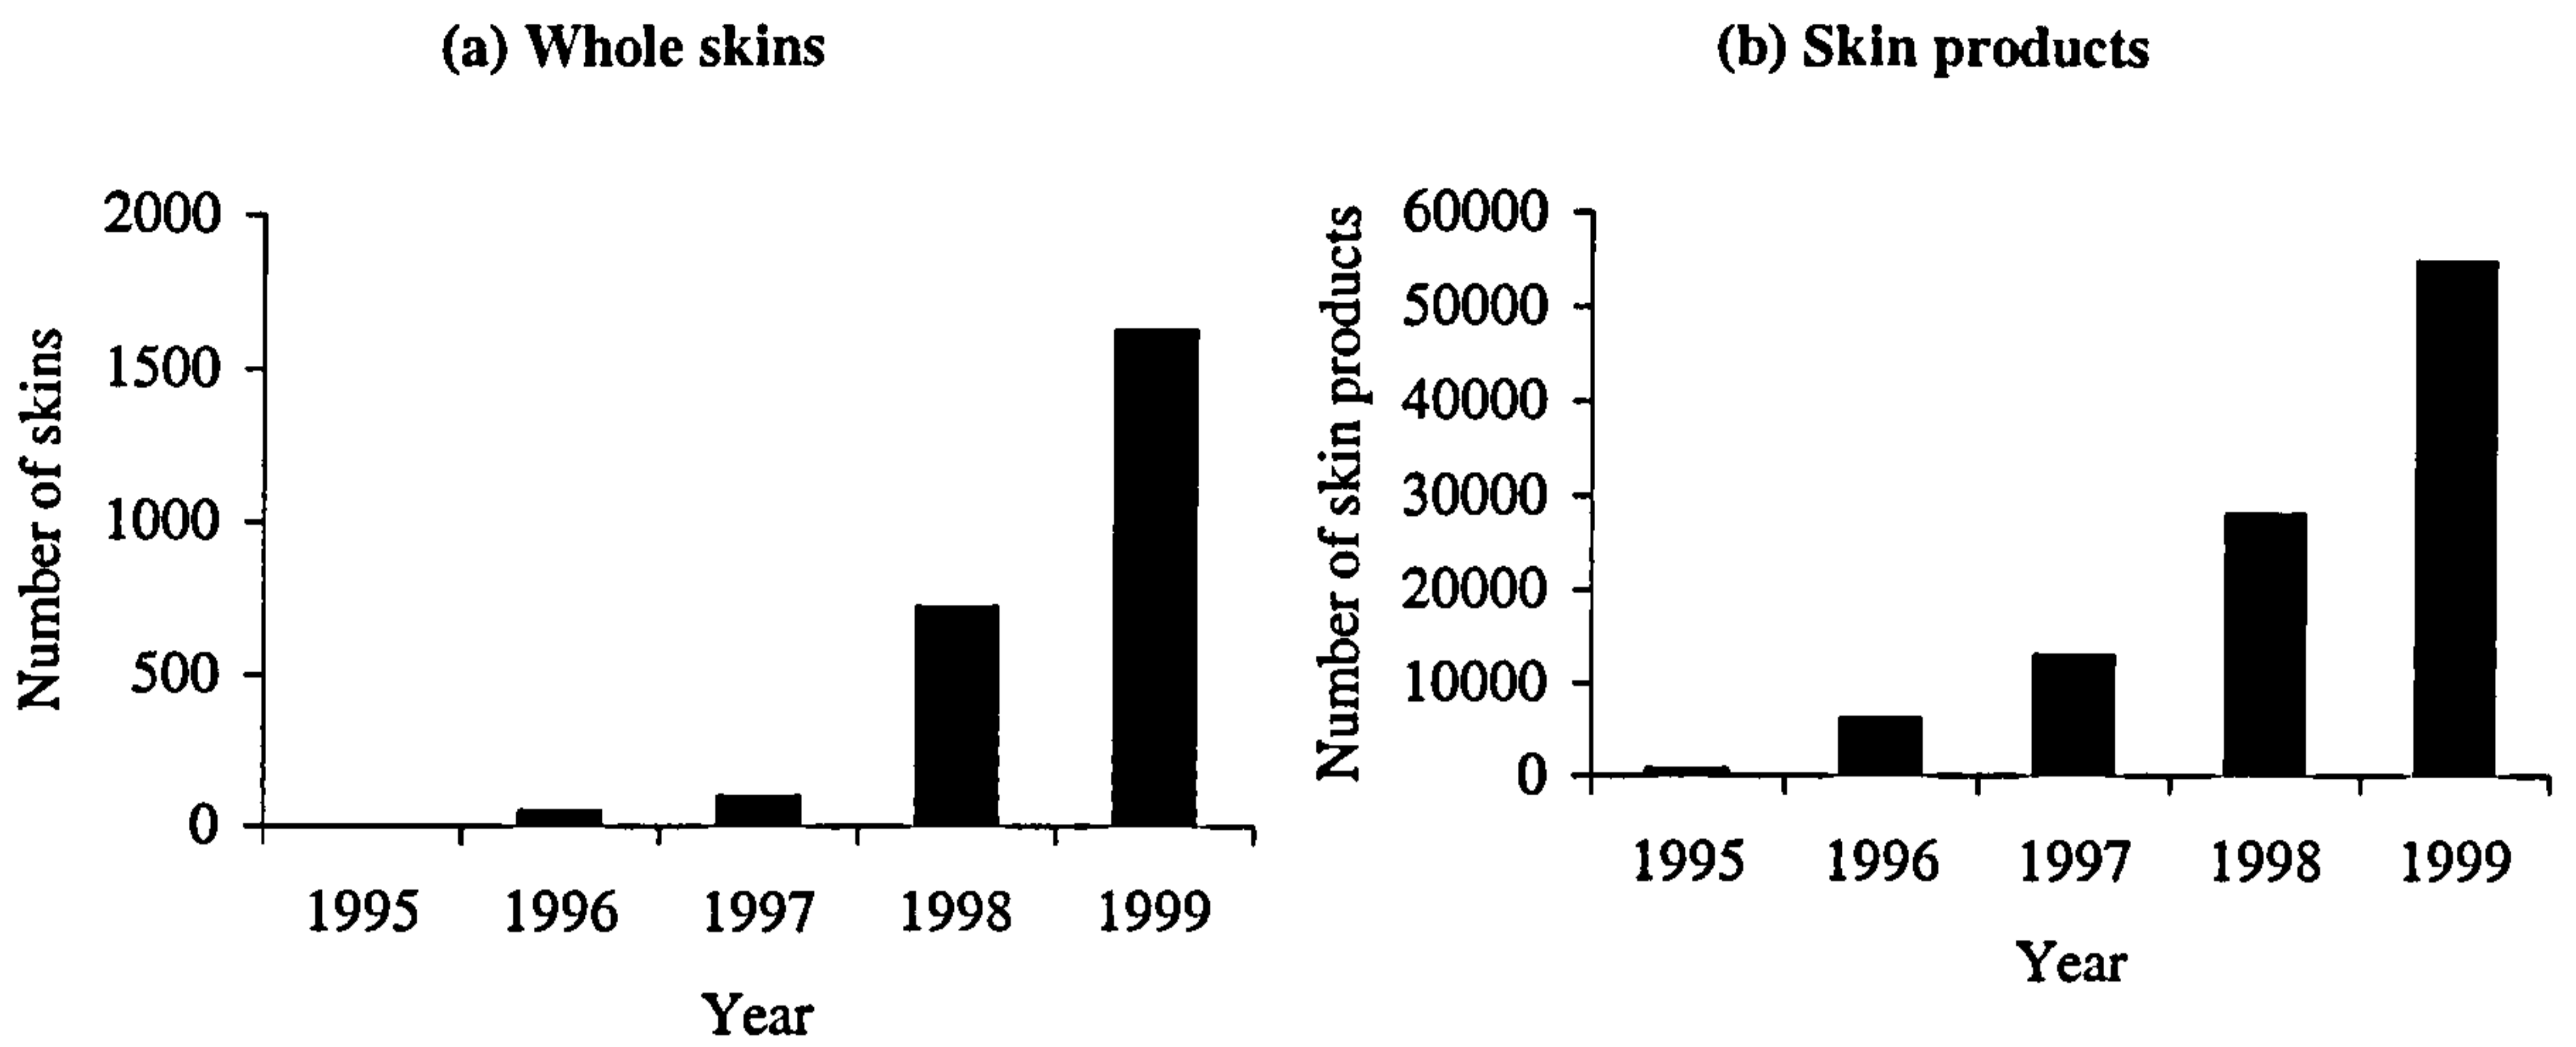 (a) Whole skins
Number of skins
2000
1500
1000
500
0
1995 1996 1997 1998 1999
Year
(b) Skin products
Number of skin products
60000
50000
40000
30000
20000
10000
0
1995 1996 1997 1998 1999
Year